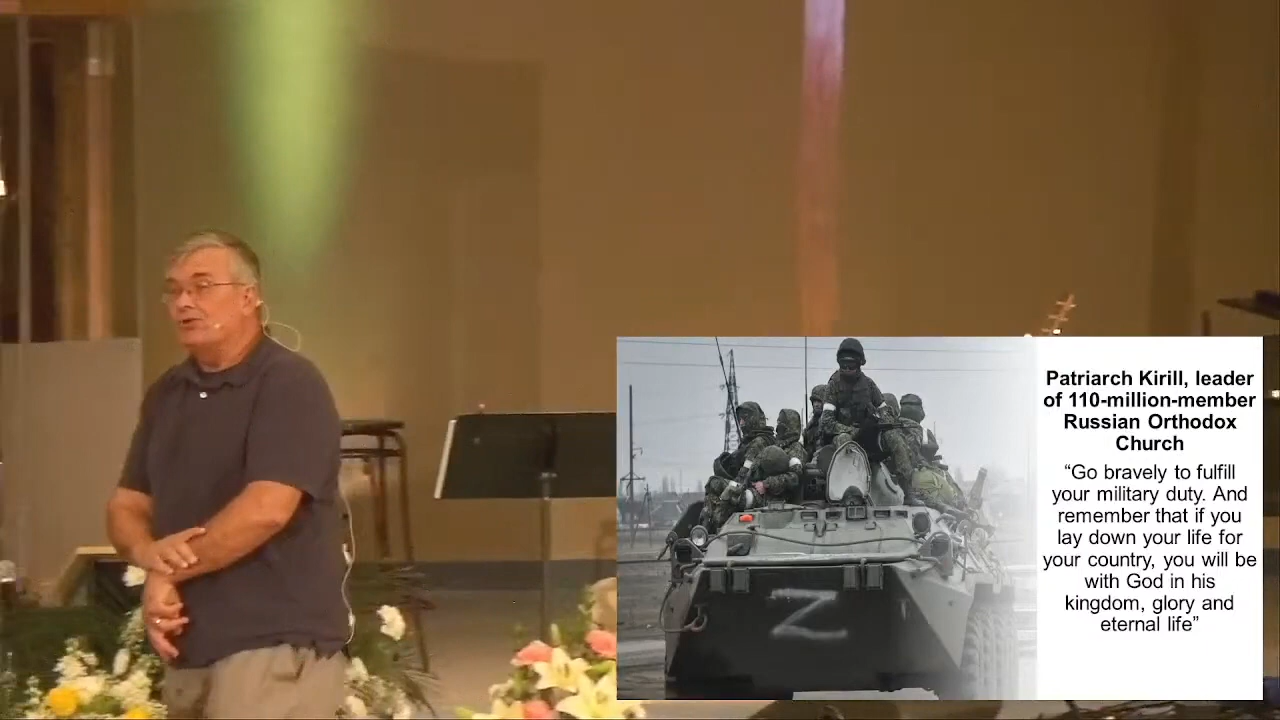 Patriarch Kirill, leader
of 110-million-member
Russian Orthodox
Church
“Go bravely to fulfill
your military duty. And
remember that if you
lay down your life for
your country, you will be
with God in his
kingdom, glory and
eternal life”
Z